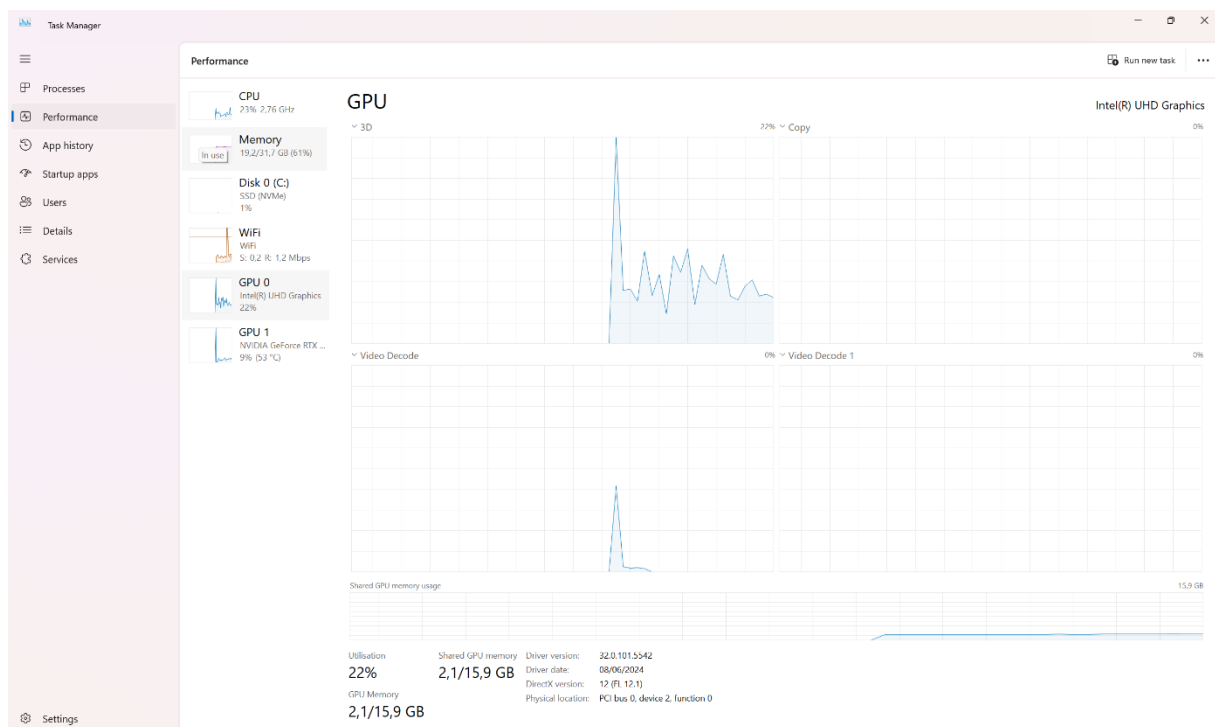 Task Manager
Processes
Performance
App history
Startup apps
Users
Details
Services
Settings
Performance
Run new task
CPU
23% 2,76 GHz
Memory
19,2/31,7 GB (61%)
In use
Disk 0 (C:)
SSD (NVMe)
1%
WiFi
WiFi
S: 0,2 R: 1,2 Mbps
GPU 0
Intel(R) UHD Graphics
22%
GPU 1
NVIDIA GeForce RTX ...
9% (53 °C)
GPU
Intel(R) UHD Graphics
3D 22%
Copy 0%
Video Decode 0%
Video Decode 1 0%
Shared GPU memory usage 15,9 GB
Utilisation
22%
Shared GPU memory
2,1/15,9 GB
GPU Memory
2,1/15,9 GB
Driver version: 32.0.101.5542
Driver date: 08/06/2024
DirectX version: 12 (FL 12.1)
Physical location: PCI bus 0, device 2, function 0